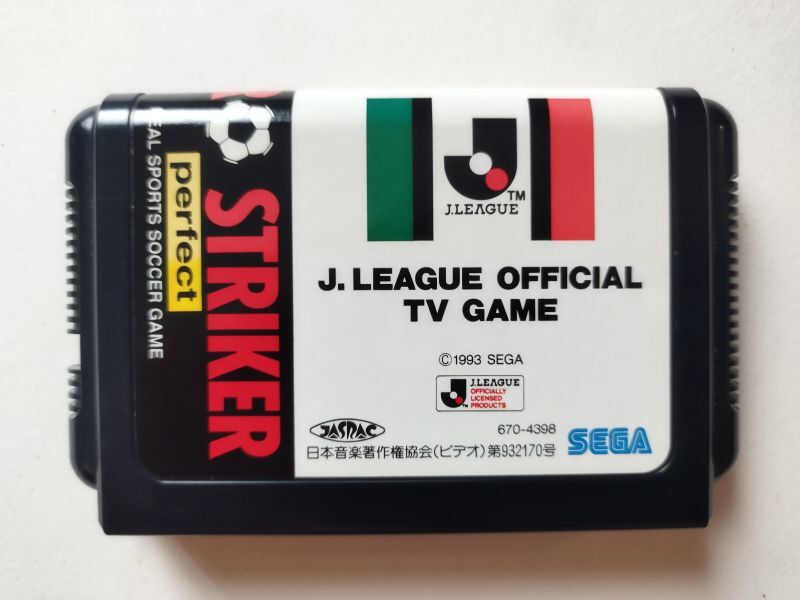 STRIKER
perfect
REAL SPORTS SOCCER GAME
TM
J.LEAGUE
J. LEAGUE OFFICIAL
TV GAME
©1993 SEGA
J.LEAGUE
OFFICIALLY
LICENSED
PRODUCTS
TM
JASRAC
670-4398
日本音楽著作権協会(ビデオ)第932170号
SEGA